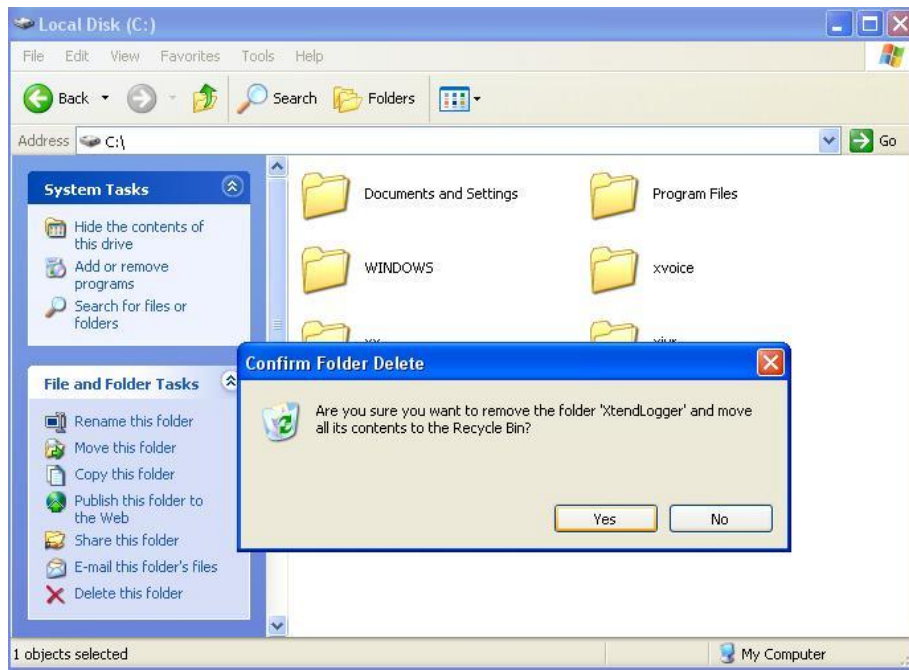 Local Disk (C:)
File Edit View Favorites Tools Help
Back Search Folders
Address C:\ Go
System Tasks
Hide the contents of
this drive
Add or remove
programs
Search for files or
folders
File and Folder Tasks
Rename this folder
Move this folder
Copy this folder
Publish this folder to
the Web
Share this folder
E-mail this folder's files
Delete this folder
Documents and Settings
Program Files
WINDOWS
xvoice
Confirm Folder Delete
Are you sure you want to remove the folder 'XtendLogger' and move
all its contents to the Recycle Bin?
Yes No
1 objects selected My Computer